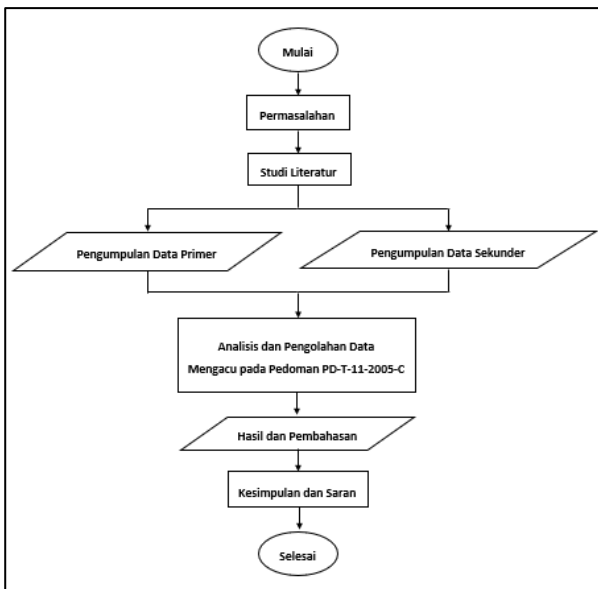 Mulai
Permasalahan
Studi Literatur
Pengumpulan Data Primer
Pengumpulan Data Sekunder
Analisis dan Pengolahan Data
Mengacu pada Pedoman PD-T-11-2005-C
Hasil dan Pembahasan
Kesimpulan dan Saran
Selesai